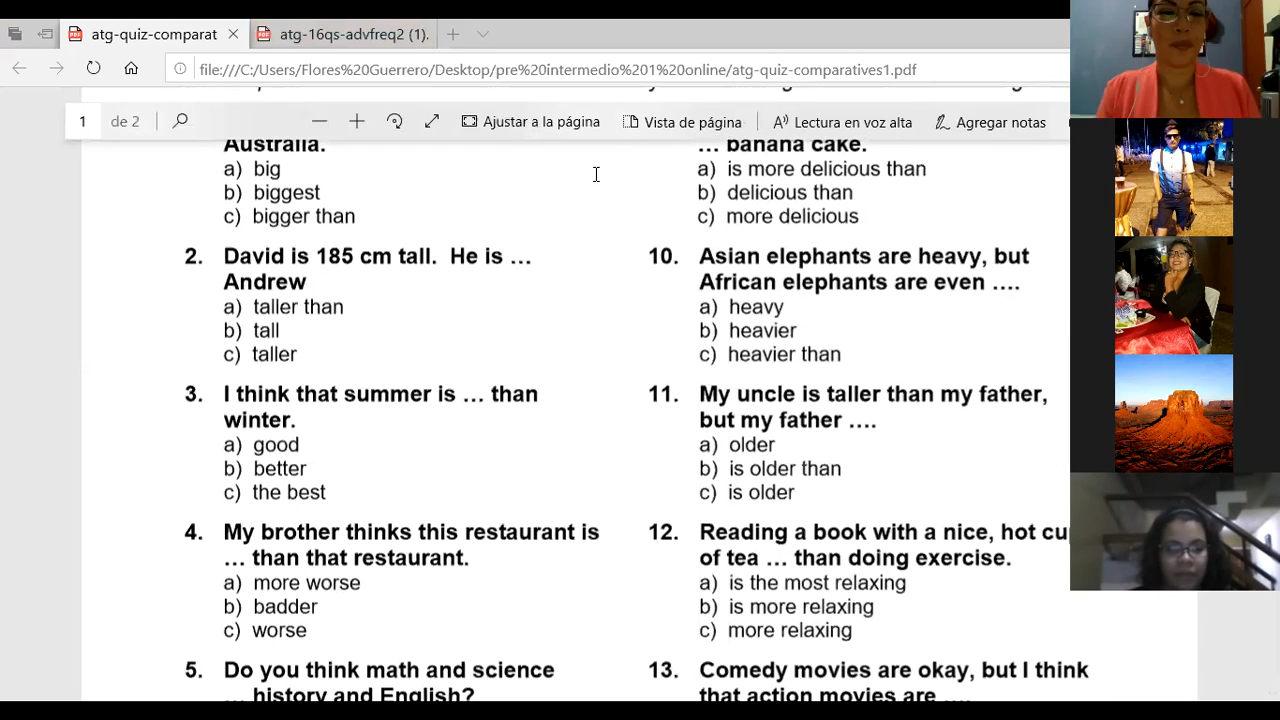 atg-quiz-comparat
atg-16qs-advfreq2 (1).
file:///C:/Users/Flores%20Guerrero/Desktop/pre%20intermedio%201%20online/atg-quiz-comparatives1.pdf
1 de 2
Ajustar a la página
Vista de página
Lectura en voz alta
Agregar notas
Australia.
a) big
b) biggest
c) bigger than
2. David is 185 cm tall. He is …
Andrew
a) taller than
b) tall
c) taller
3. I think that summer is … than
winter.
a) good
b) better
c) the best
4. My brother thinks this restaurant is
… than that restaurant.
a) more worse
b) badder
c) worse
5. Do you think math and science
… history and English?
… banana cake.
a) is more delicious than
b) delicious than
c) more delicious
10. Asian elephants are heavy, but
African elephants are even ….
a) heavy
b) heavier
c) heavier than
11. My uncle is taller than my father,
but my father ….
a) older
b) is older than
c) is older
12. Reading a book with a nice, hot cu
of tea … than doing exercise.
a) is the most relaxing
b) is more relaxing
c) more relaxing
13. Comedy movies are okay, but I think
that action movies are ….